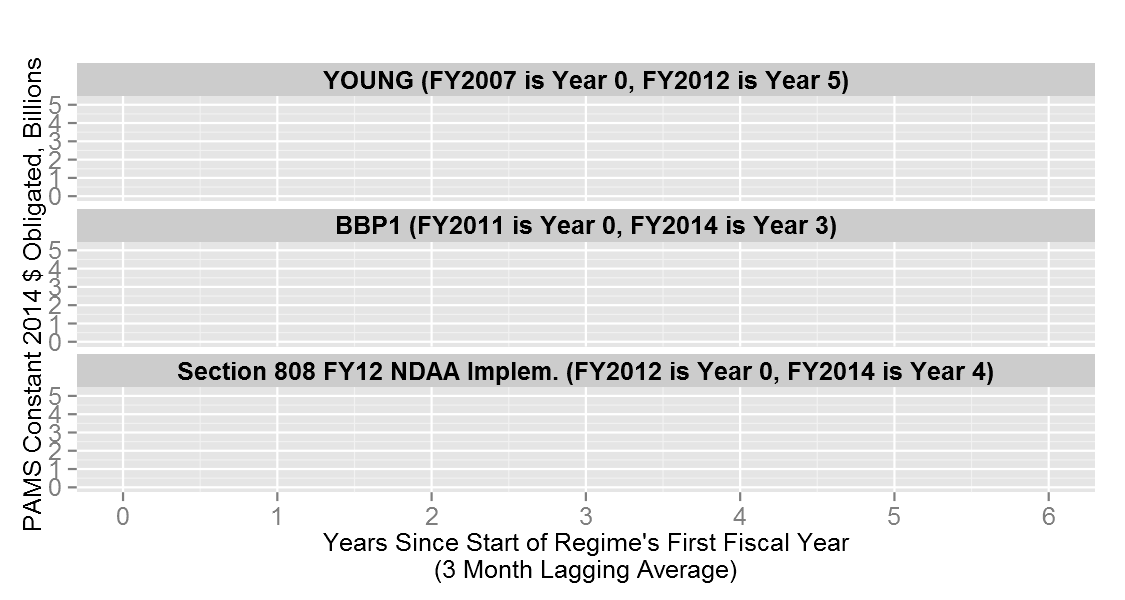 PAMS Constant 2014 $ Obligated, Billions
YOUNG (FY2007 is Year 0, FY2012 is Year 5)
5
4
3
2
1
0
BBP1 (FY2011 is Year 0, FY2014 is Year 3)
5
4
3
2
1
0
Section 808 FY12 NDAA Implem. (FY2012 is Year 0, FY2014 is Year 4)
5
4
3
2
1
0
0 1 2 3 4 5 6
Years Since Start of Regime's First Fiscal Year
(3 Month Lagging Average)